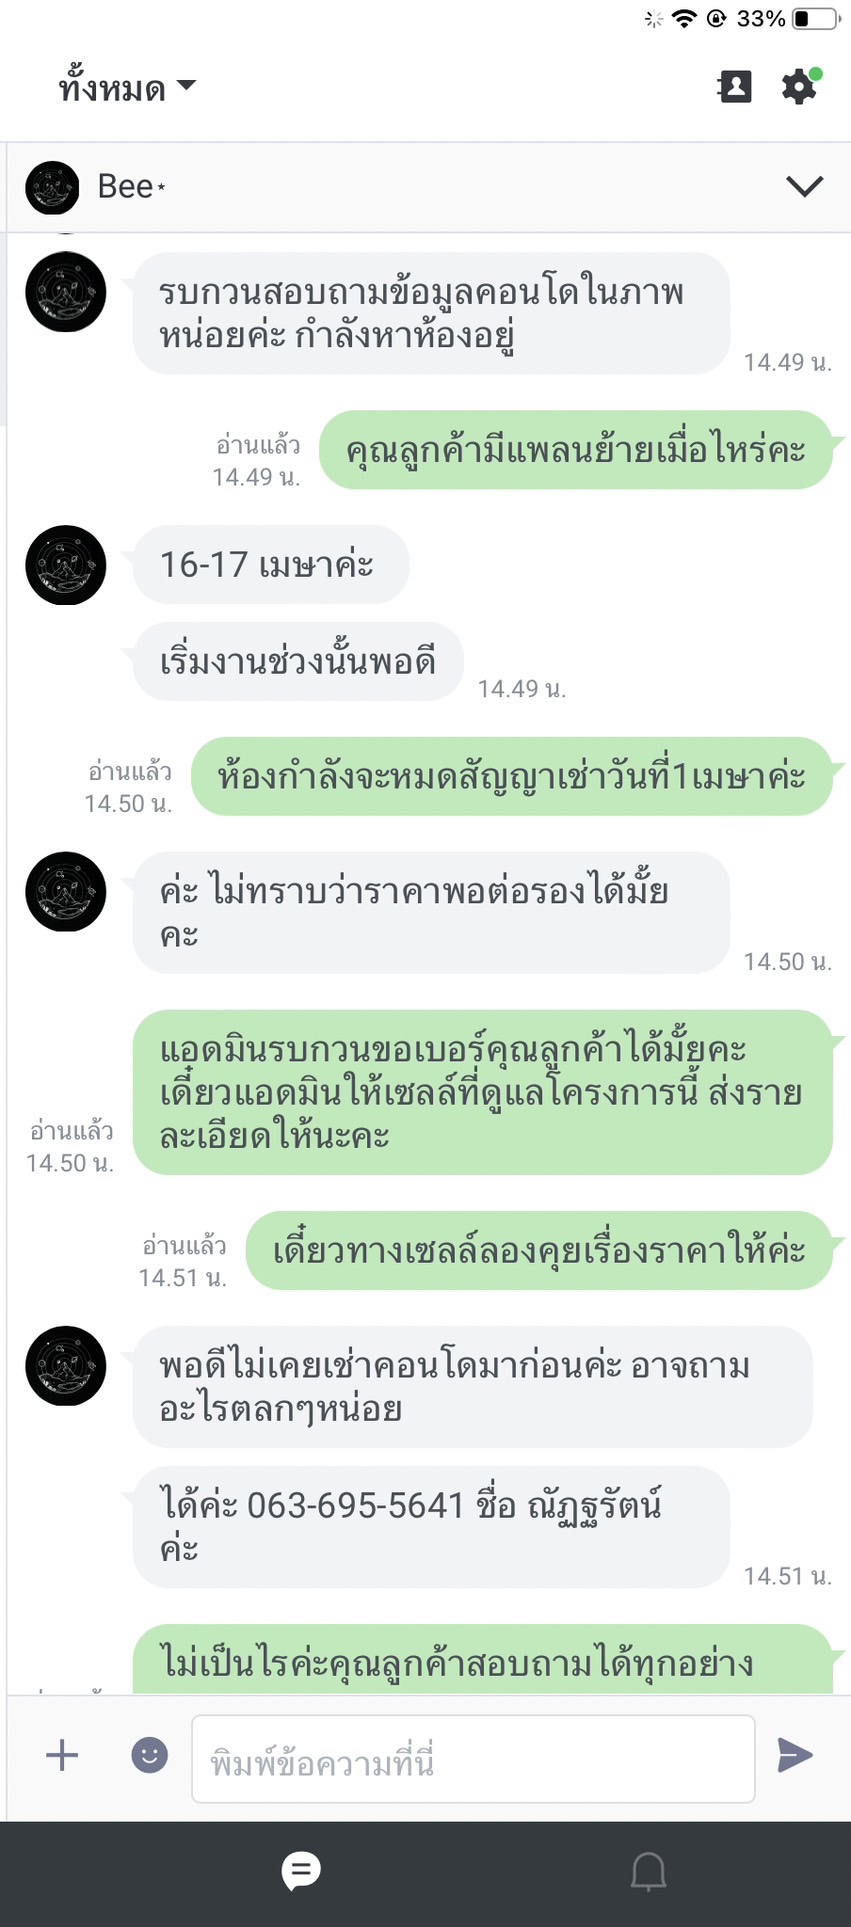 33%
ทั้งหมด
Bee⋆
รบกวนสอบถามข้อมูลคอนโดในภาพ
หน่อยค่ะ กำลังหาห้องอยู่
14.49 น.
คุณลูกค้ามีแพลนย้ายเมื่อไหร่คะ
อ่านแล้ว
14.49 น.
16-17 เมษาค่ะ
เริ่มงานช่วงนั้นพอดี
14.49 น.
ห้องกำลังจะหมดสัญญาเช่าวันที่1เมษาค่ะ
อ่านแล้ว
14.50 น.
ค่ะ ไม่ทราบว่าราคาพอต่อรองได้มั้ย
คะ
14.50 น.
แอดมินรบกวนขอเบอร์คุณลูกค้าได้มั้ยคะ
เดี๋ยวแอดมินให้เซลล์ที่ดูแลโครงการนี้ ส่งราย
ละเอียดให้นะคะ
อ่านแล้ว
14.50 น.
เดี๋ยวทางเซลล์ลองคุยเรื่องราคาให้ค่ะ
อ่านแล้ว
14.51 น.
พอดีไม่เคยเช่าคอนโดมาก่อนค่ะ อาจถาม
อะไรตลกๆหน่อย
ได้ค่ะ 063-695-5641 ชื่อ ณัฏฐรัตน์
ค่ะ
14.51 น.
ไม่เป็นไรค่ะคุณลูกค้าสอบถามได้ทุกอย่าง
พิมพ์ข้อความที่นี่